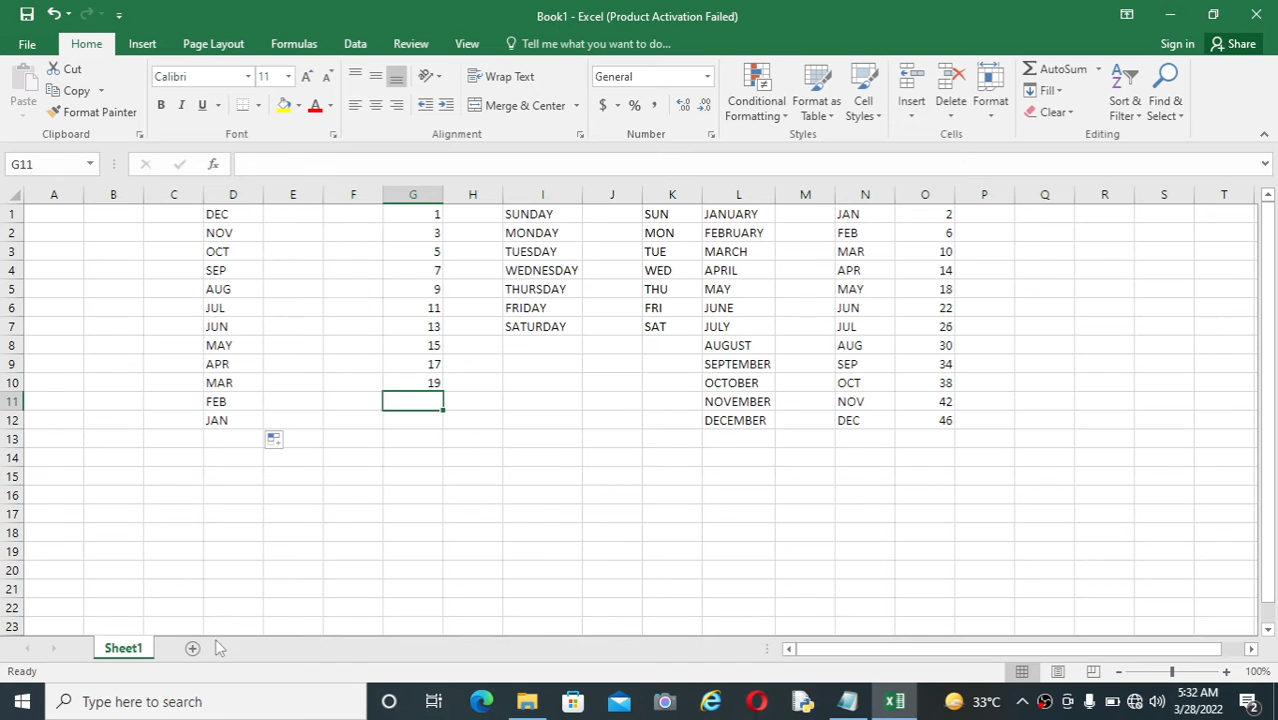 Book1 - Excel (Product Activation Failed)
File Home Insert Page Layout Formulas Data Review View Tell me what you want to do... Sign in Share
Paste Cut Copy Format Painter Clipboard
Calibri 11 B I U A A A Font
Wrap Text Merge & Center Alignment
General $ % , Number
Conditional Formatting Format as Table Cell Styles Styles
Insert Delete Format Cells
AutoSum Fill Clear Sort & Filter Find & Select Editing
G11 fx
A B C D E F G H I J K L M N O P Q R S T
1 DEC 1 SUNDAY SUN JANUARY JAN 2
2 NOV 3 MONDAY MON FEBRUARY FEB 6
3 OCT 5 TUESDAY TUE MARCH MAR 10
4 SEP 7 WEDNESDAY WED APRIL APR 14
5 AUG 9 THURSDAY THU MAY MAY 18
6 JUL 11 FRIDAY FRI JUNE JUN 22
7 JUN 13 SATURDAY SAT JULY JUL 26
8 MAY 15 AUGUST AUG 30
9 APR 17 SEPTEMBER SEP 34
10 MAR 19 OCTOBER OCT 38
11 FEB NOVEMBER NOV 42
12 JAN DECEMBER DEC 46
13
14
15
16
17
18
19
20
21
22
23
Sheet1
Ready 100%
Type here to search 33°C 5:32 AM
3/28/2022 2